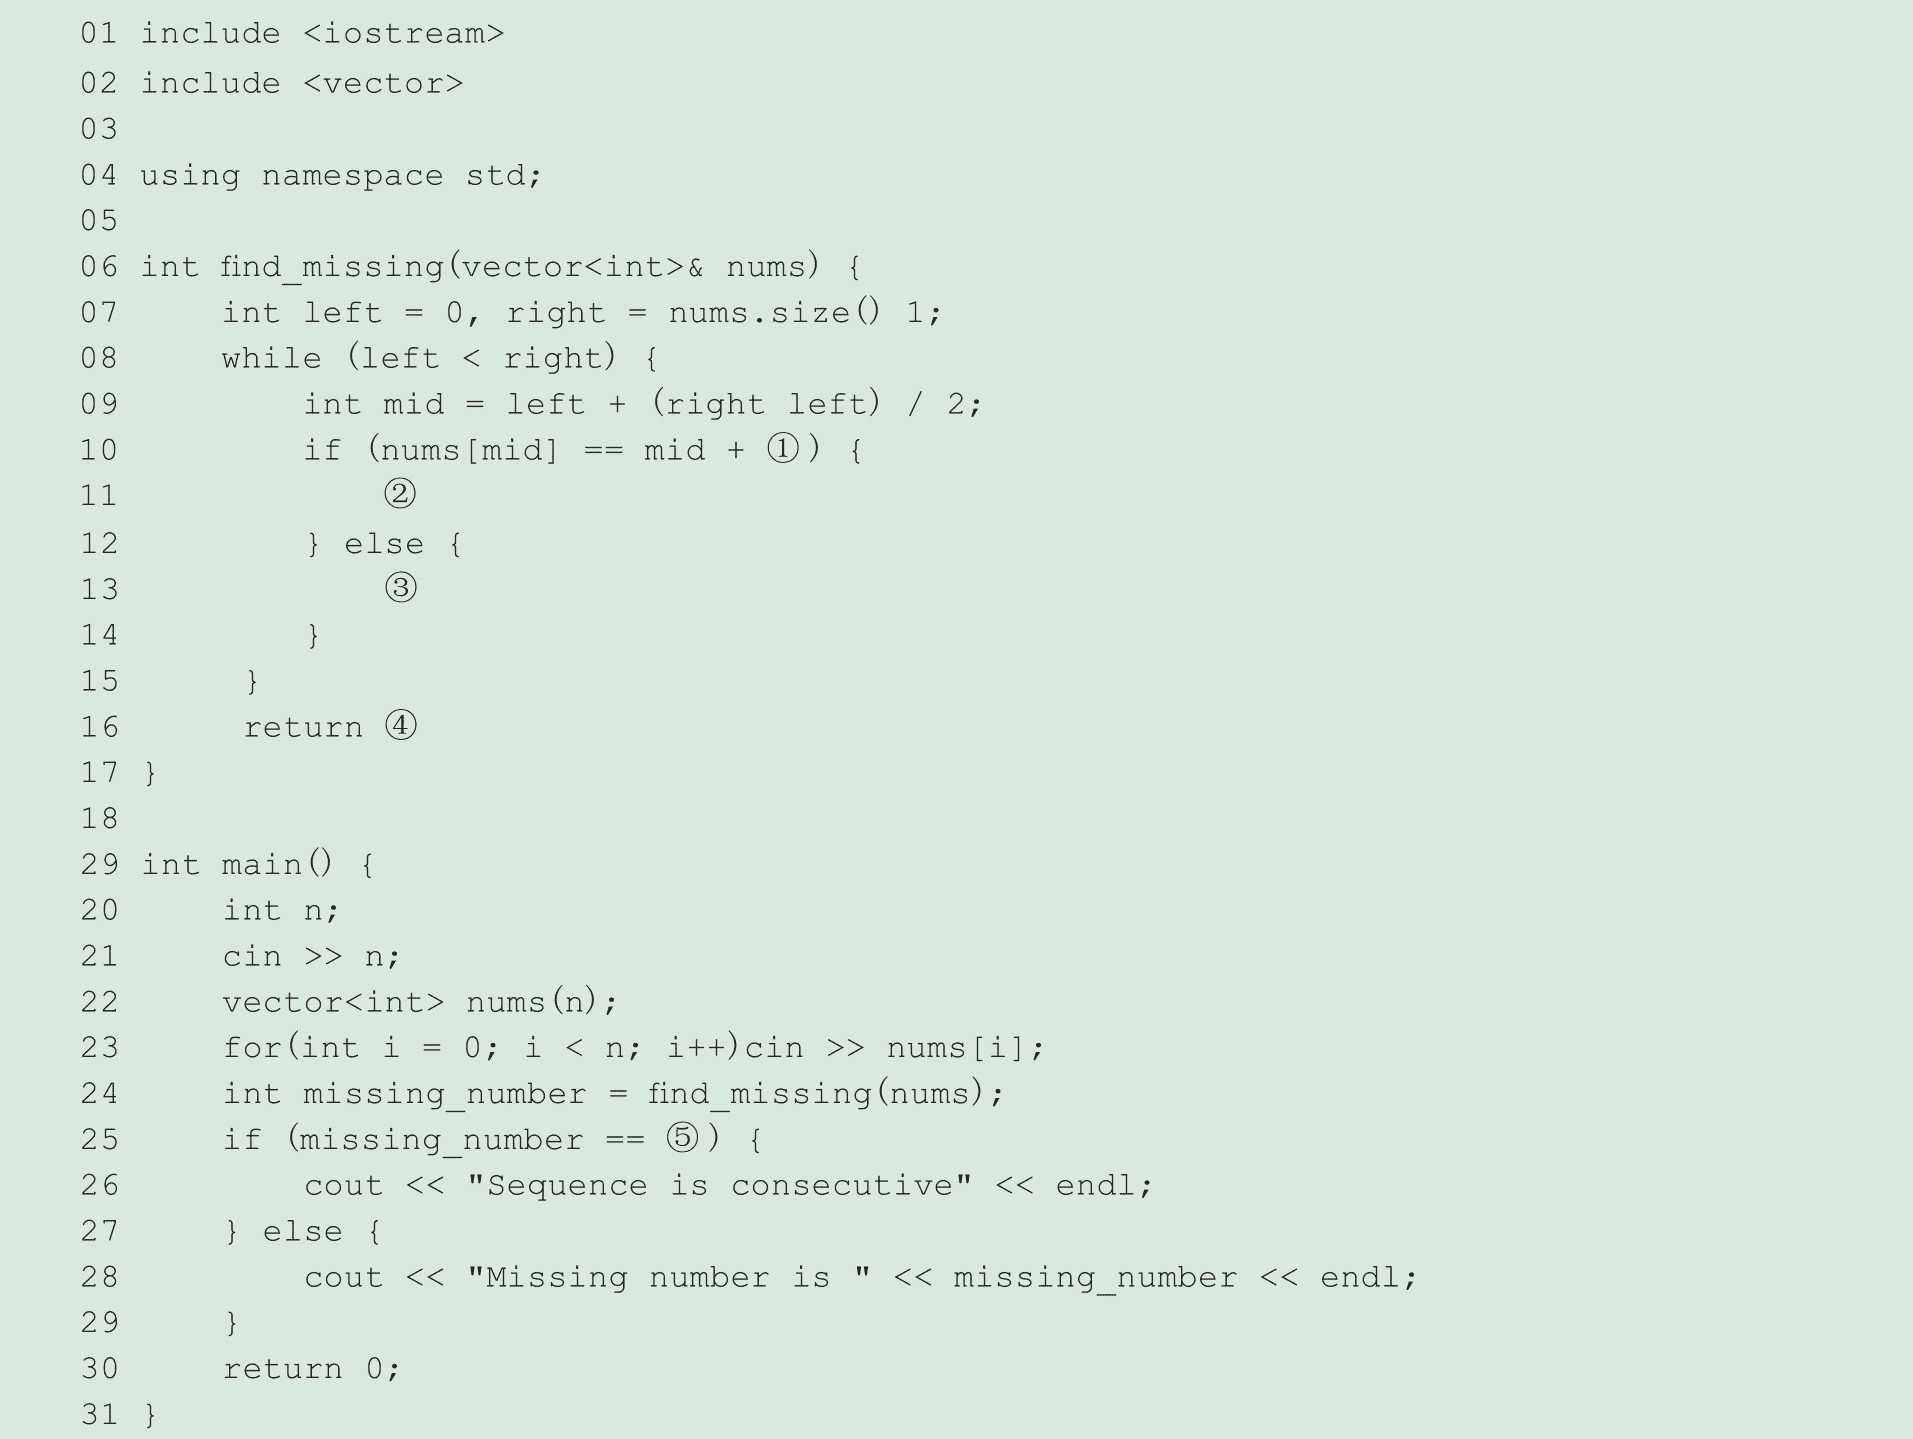 01 include <iostream>
02 include <vector>
03
04 using namespace std;
05
06 int find_missing(vector<int>& nums) {
07     int left = 0, right = nums.size() 1;
08     while (left < right) {
09         int mid = left + (right left) / 2;
10         if (nums[mid] == mid + ①) {
11             ②
12         } else {
13             ③
14         }
15      }
16      return ④
17 }
18
29 int main() {
20     int n;
21     cin >> n;
22     vector<int> nums(n);
23     for(int i = 0; i < n; i++)cin >> nums[i];
24     int missing_number = find_missing(nums);
25     if (missing_number == ⑤) {
26         cout << "Sequence is consecutive" << endl;
27     } else {
28         cout << "Missing number is " << missing_number << endl;
29     }
30     return 0;
31 }